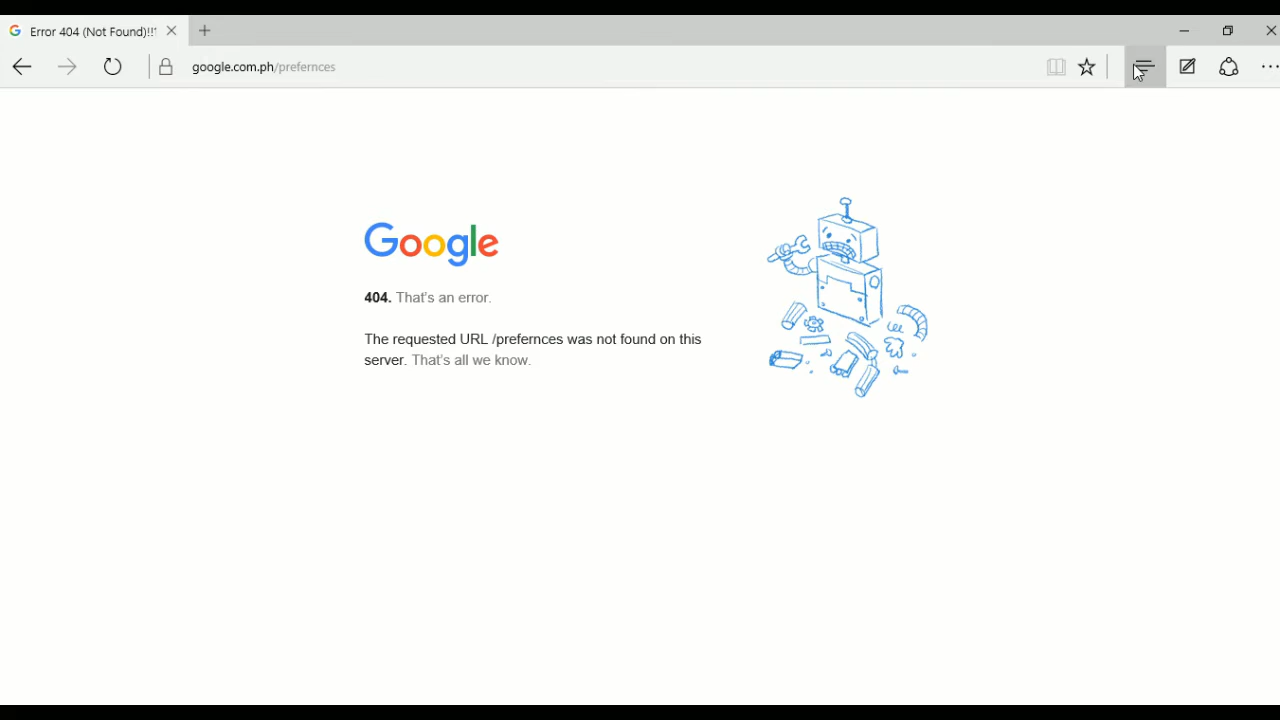 Error 404 (Not Found)!!1
google.com.ph/prefernces
Google
404. That's an error.
The requested URL /prefernces was not found on this
server. That's all we know.